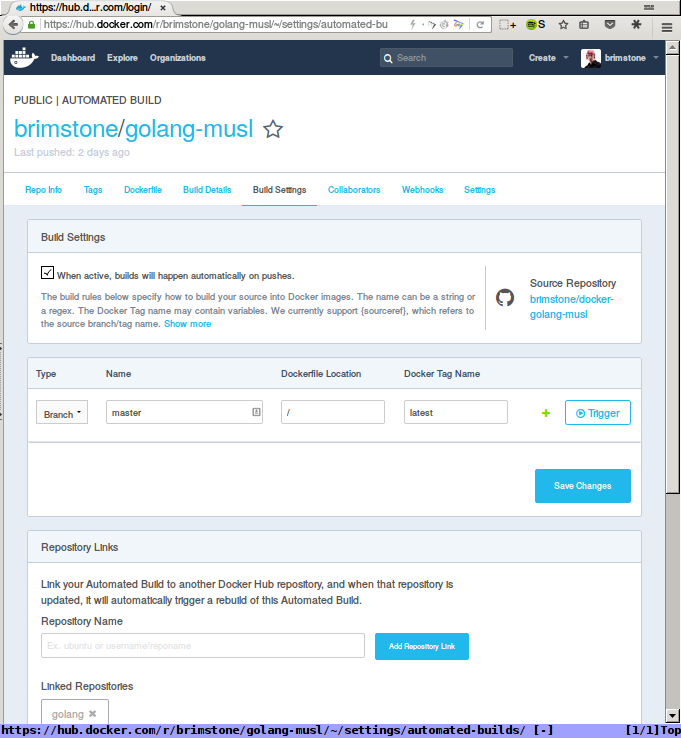 https://hub.d...r.com/login/
https://hub.docker.com/r/brimstone/golang-musl/~/settings/automated-bu
S
Dashboard Explore Organizations Search Create brimstone
PUBLIC | AUTOMATED BUILD
brimstone/golang-musl
Last pushed: 2 days ago
Repo Info Tags Dockerfile Build Details Build Settings Collaborators Webhooks Settings
Build Settings
When active, builds will happen automatically on pushes.
The build rules below specify how to build your source into Docker images. The name can be a string or
a regex. The Docker Tag name may contain variables. We currently support {sourceref}, which refers to
the source branch/tag name. Show more
Source Repository
brimstone/docker-
golang-musl
Type Name Dockerfile Location Docker Tag Name
Branch master / latest + Trigger
Save Changes
Repository Links
Link your Automated Build to another Docker Hub repository, and when that repository is
updated, it will automatically trigger a rebuild of this Automated Build.
Repository Name
Ex. ubuntu or username/reponame Add Repository Link
Linked Repositories
golang
https://hub.docker.com/r/brimstone/golang-musl/~/settings/automated-builds/ [-] [1/1]Top